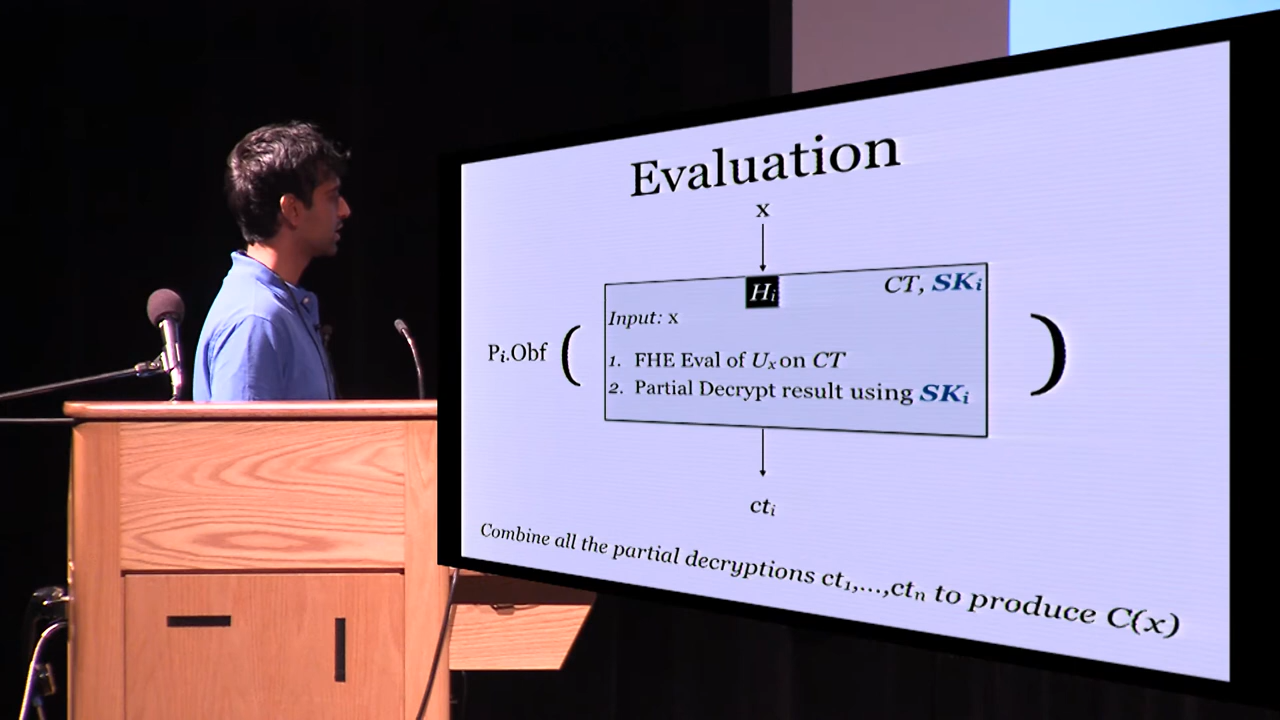 Evaluation
x
Hᵢ
CT, SKᵢ
Input: x
Pᵢ.Obf ( )
1. FHE Eval of Uₓ on CT
2. Partial Decrypt result using SKᵢ
ctᵢ
Combine all the partial decryptions ct₁,...,ctₙ to produce C(x)